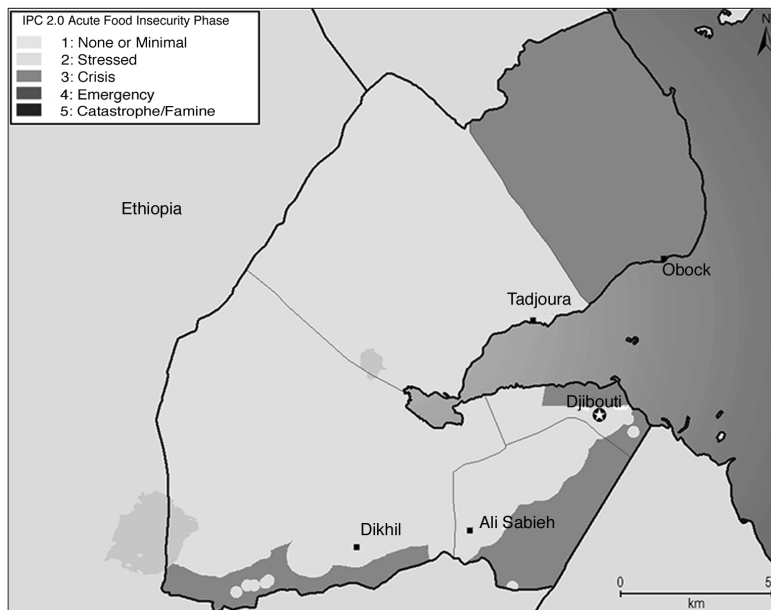 IPC 2.0 Acute Food Insecurity Phase
1: None or Minimal
2: Stressed
3: Crisis
4: Emergency
5: Catastrophe/Famine
N
Ethiopia
Obock
Tadjoura
Djibouti
Dikhil
Ali Sabieh
0 5
km